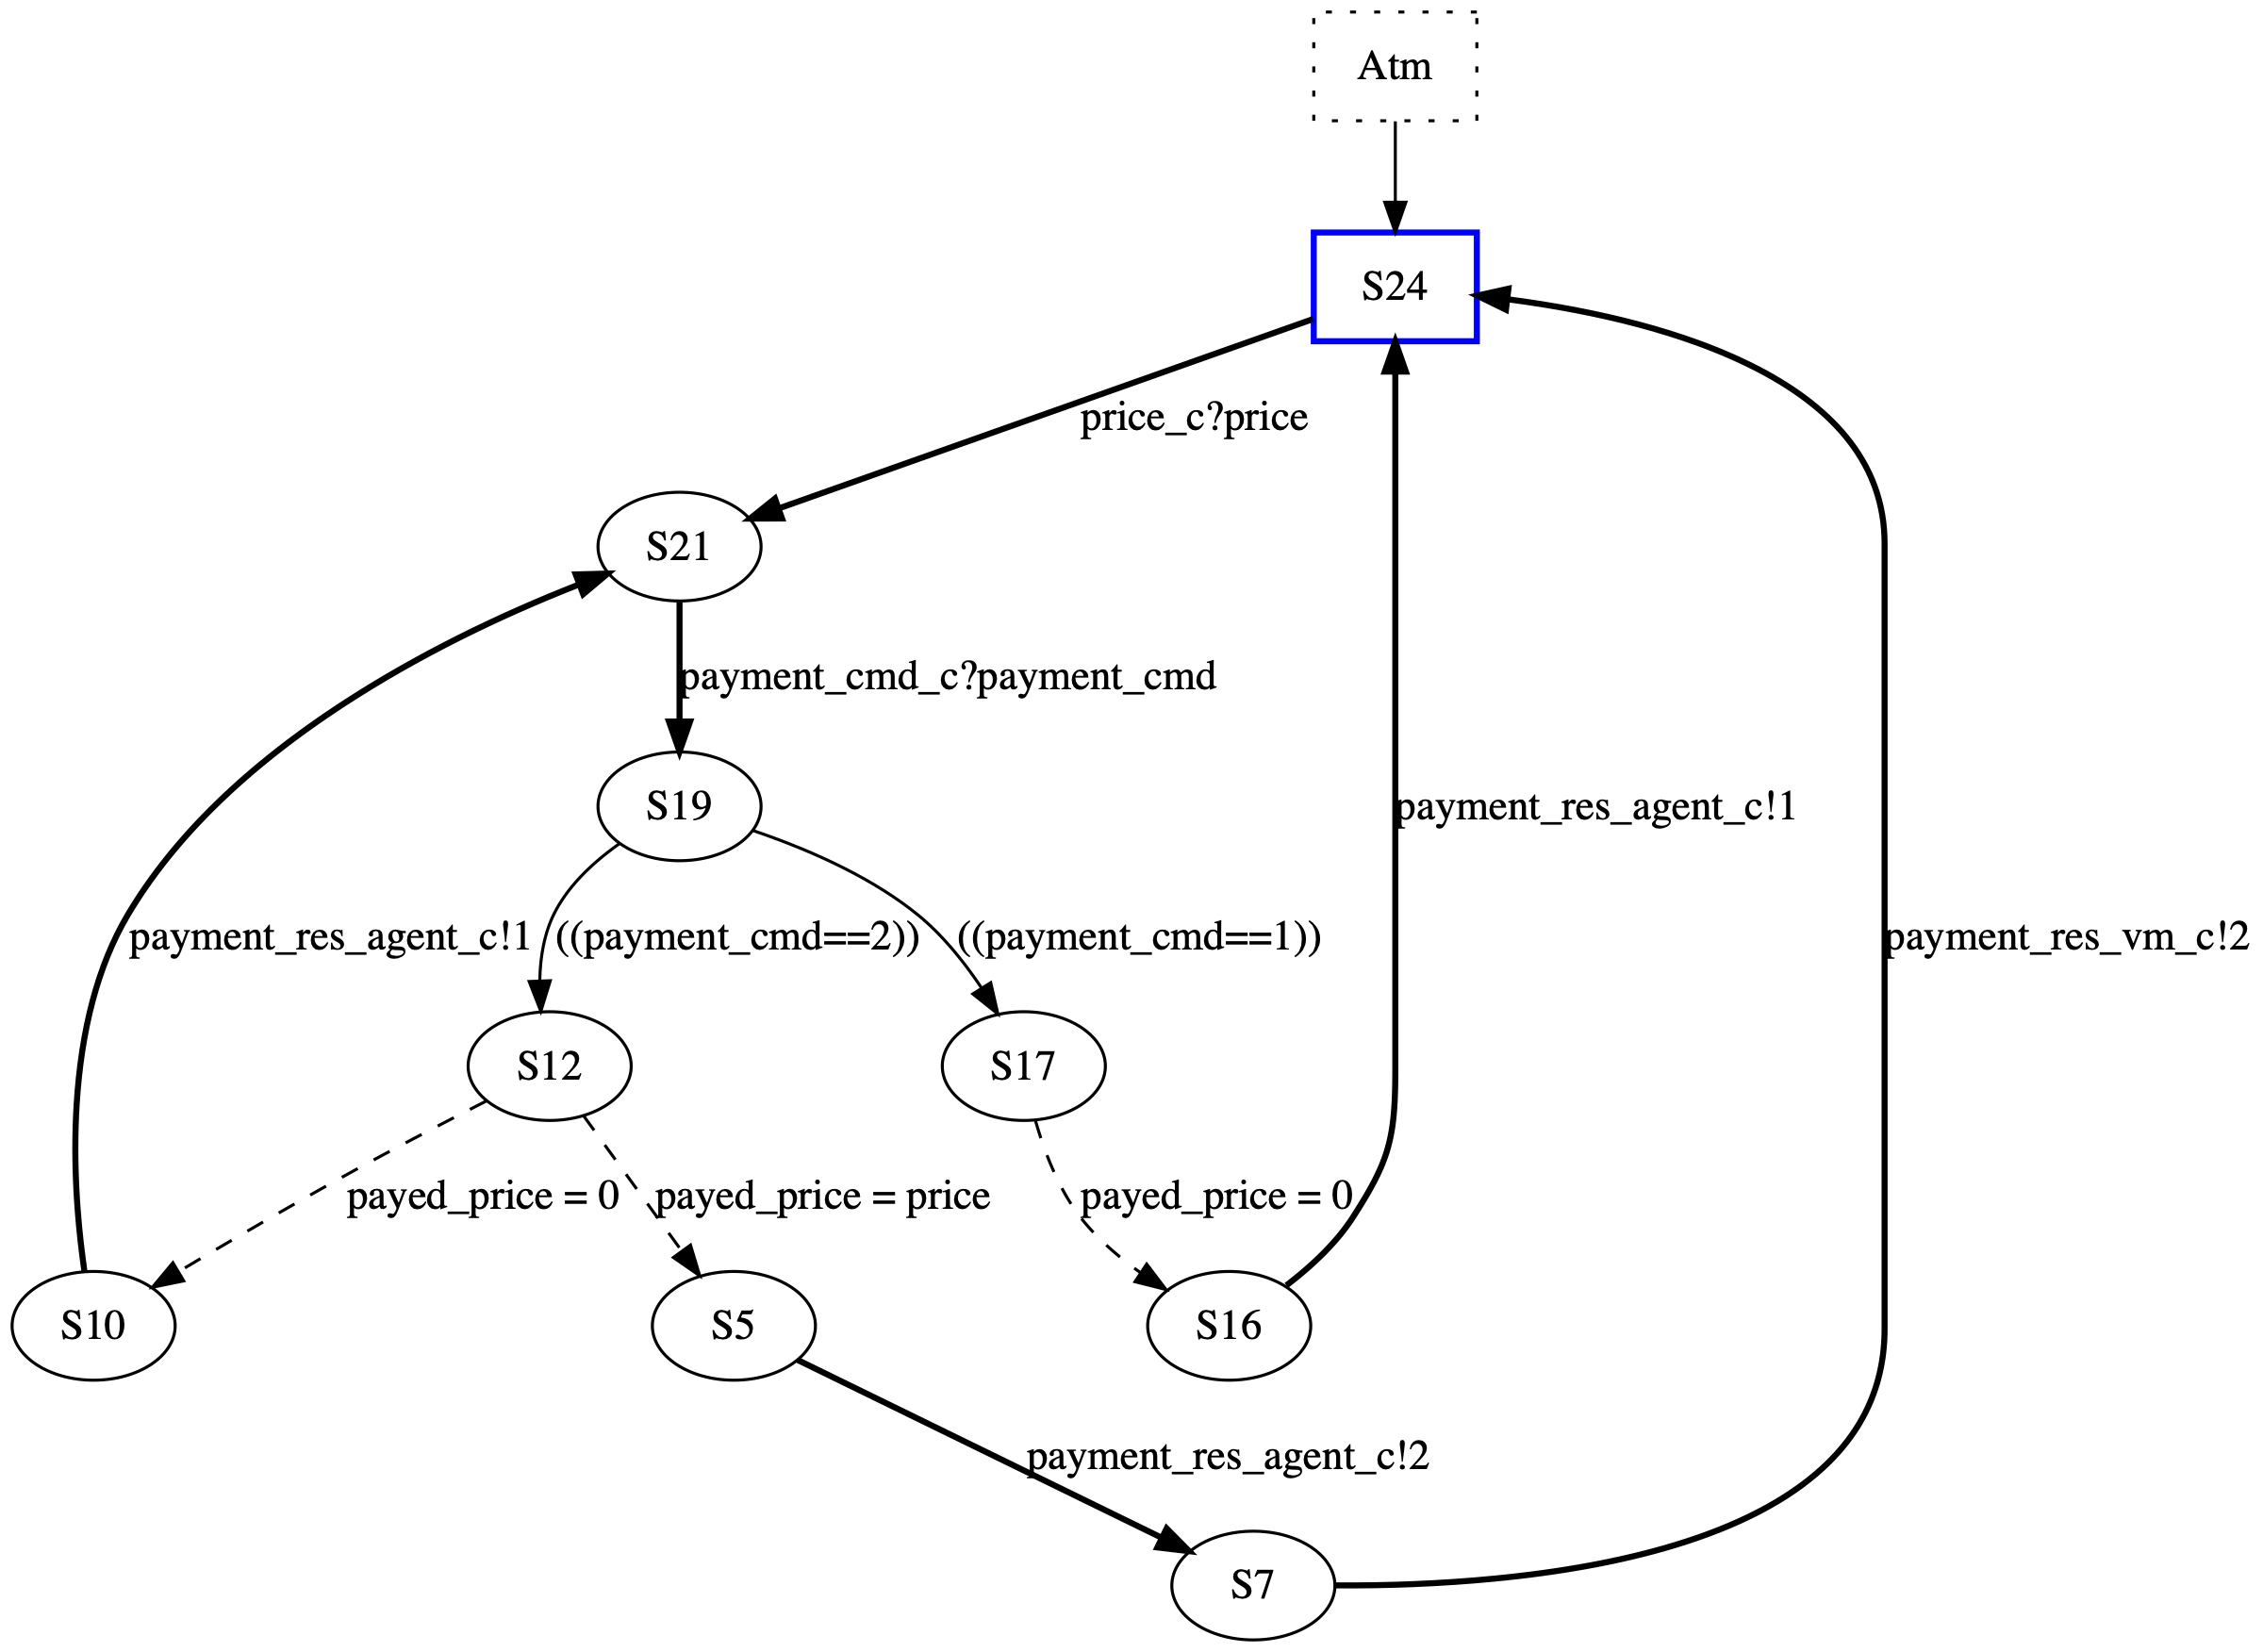 Atm
S24
price_c?price
S21
payment_cmd_c?payment_cmd
S19
payment_res_agent_c!1
payment_res_agent_c!1
((payment_cmd==2))
((payment_cmd==1))
payment_res_vm_c!2
S12
S17
payed_price = 0
payed_price = price
payed_price = 0
S10
S5
S16
payment_res_agent_c!2
S7